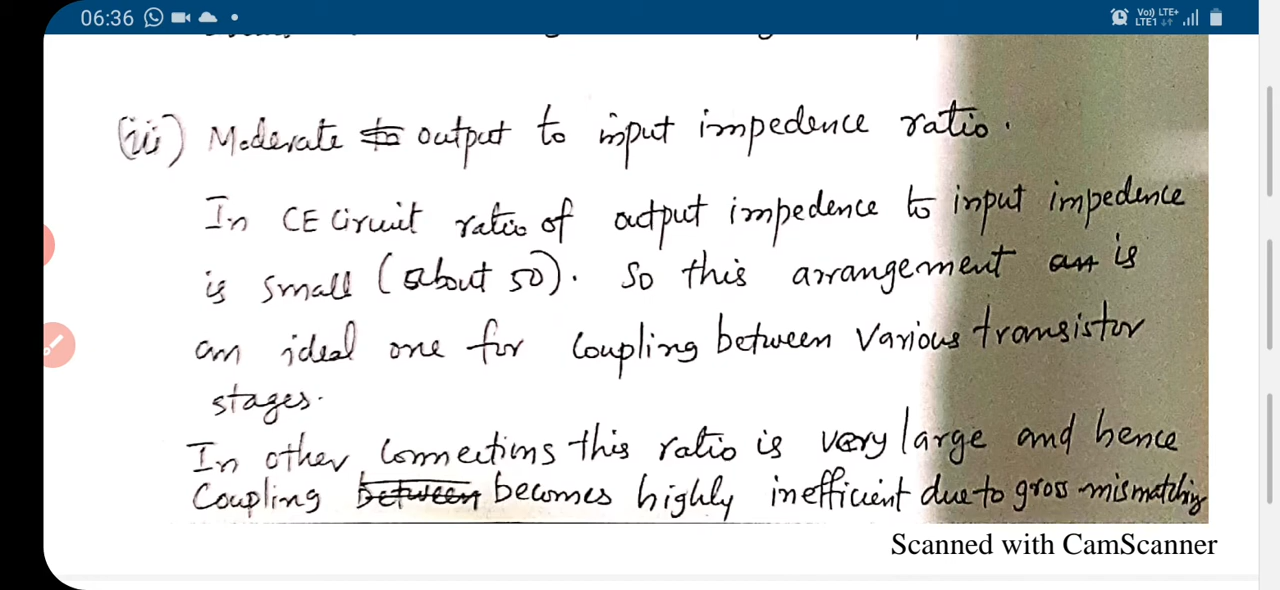 06:36
Vo)) LTE+
LTE1 ↓↑
(iii) Moderate to output to input impedence ratio.
In CE Circuit ratio of output impedence to input impedence
is small (about 50). So this arrangement an is
an ideal one for Coupling between Various transistor
stages.
In other Connections this ratio is very large and hence
Coupling between becomes highly inefficient due to gross mismatching
Scanned with CamScanner